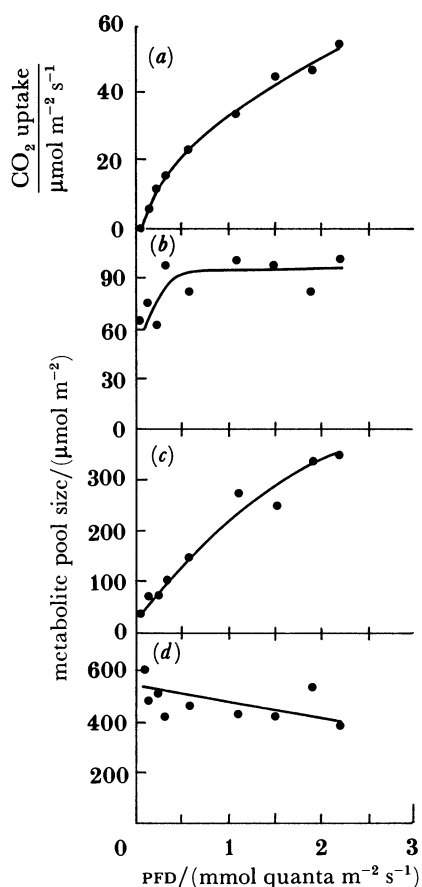 60
(a)
CO₂ uptake
μmol m⁻² s⁻¹
40
20
0
(b)
90
60
30
0
metabolite pool size/(μmol m⁻²)
(c)
300
200
100
0
(d)
600
400
200
0 1 2 3
PFD/(mmol quanta m⁻² s⁻¹)